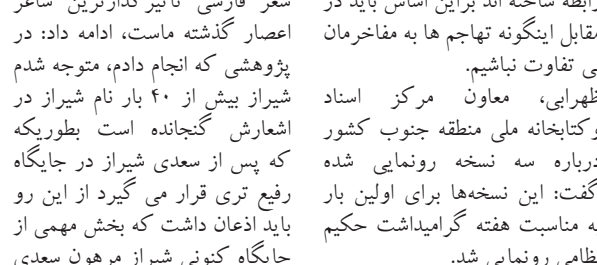 رابطه ساخته اند براین اساس باید در
مقابل اینگونه تهاجم ها به مفاخرمان
بی تفاوت نباشیم.
ظهرابی، معاون مرکز اسناد
وکتابخانه ملی منطقه جنوب کشور
درباره سه نسخه رونمایی شده
گفت: این نسخه‌ها برای اولین بار
به مناسبت هفته گرامیداشت حکیم
نظامی رونمایی شد.
شعر فارسی تاثیر گذارترین شاعر
اعصار گذشته ماست، ادامه داد: در
پژوهشی که انجام دادم، متوجه شدم
شیراز بیش از ۴۰ بار نام شیراز در
اشعارش گنجانده است بطوریکه
که پس از سعدی شیراز در جایگاه
رفیع تری قرار می گیرد از این رو
باید اذعان داشت که بخش مهمی از
جایگاه کنونی شیراز مرهون سعدی